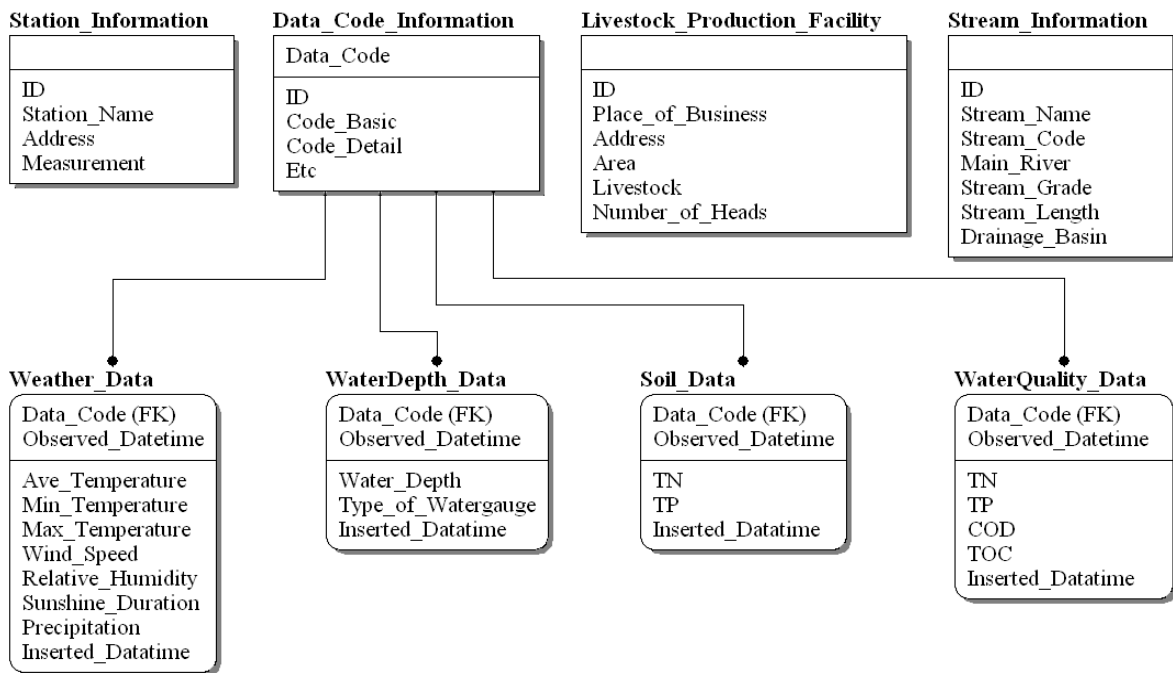 Station_Information
ID
Station_Name
Address
Measurement
Data_Code_Information
Data_Code
ID
Code_Basic
Code_Detail
Etc
Livestock_Production_Facility
ID
Place_of_Business
Address
Area
Livestock
Number_of_Heads
Stream_Information
ID
Stream_Name
Stream_Code
Main_River
Stream_Grade
Stream_Length
Drainage_Basin
Weather_Data
Data_Code (FK)
Observed_Datetime
Ave_Temperature
Min_Temperature
Max_Temperature
Wind_Speed
Relative_Humidity
Sunshine_Duration
Precipitation
Inserted_Datatime
WaterDepth_Data
Data_Code (FK)
Observed_Datetime
Water_Depth
Type_of_Watergauge
Inserted_Datatime
Soil_Data
Data_Code (FK)
Observed_Datetime
TN
TP
Inserted_Datatime
WaterQuality_Data
Data_Code (FK)
Observed_Datetime
TN
TP
COD
TOC
Inserted_Datatime